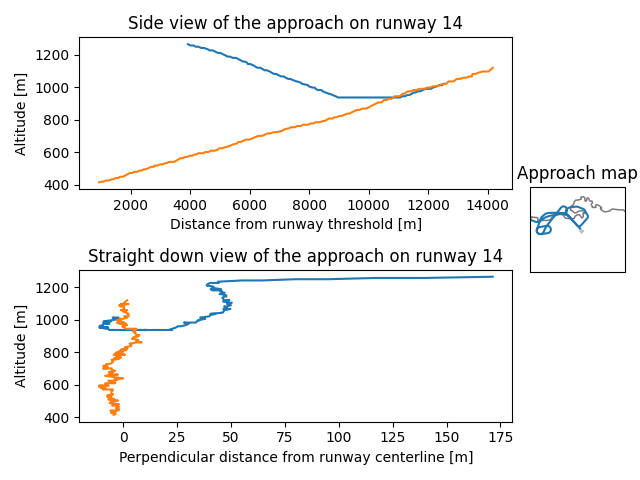 Side view of the approach on runway 14
Altitude [m]
1200
1000
800
600
400
2000 4000 6000 8000 10000 12000 14000
Distance from runway threshold [m]
Approach map
Straight down view of the approach on runway 14
Altitude [m]
1200
1000
800
600
400
0 25 50 75 100 125 150 175
Perpendicular distance from runway centerline [m]